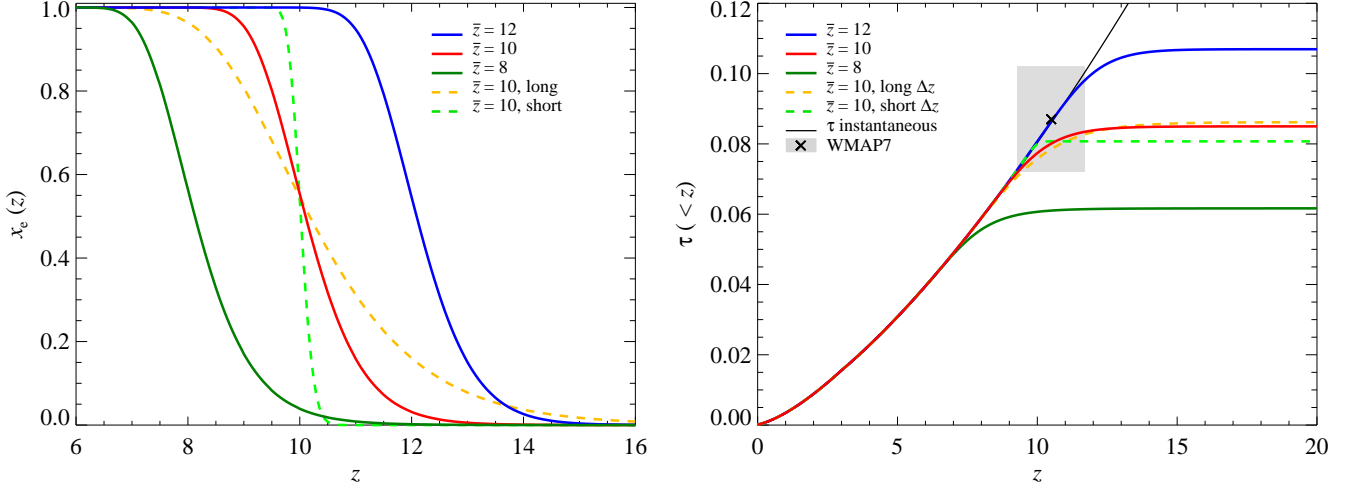 1.0
0.8
0.6
0.4
0.2
0.0
x_e (z)
6
8
10
12
14
16
z
z̄ = 12
z̄ = 10
z̄ = 8
z̄ = 10, long
z̄ = 10, short
0.12
0.10
0.08
0.06
0.04
0.02
0.00
τ ( < z )
0
5
10
15
20
z
z̄ = 12
z̄ = 10
z̄ = 8
z̄ = 10, long Δz
z̄ = 10, short Δz
τ instantaneous
WMAP7